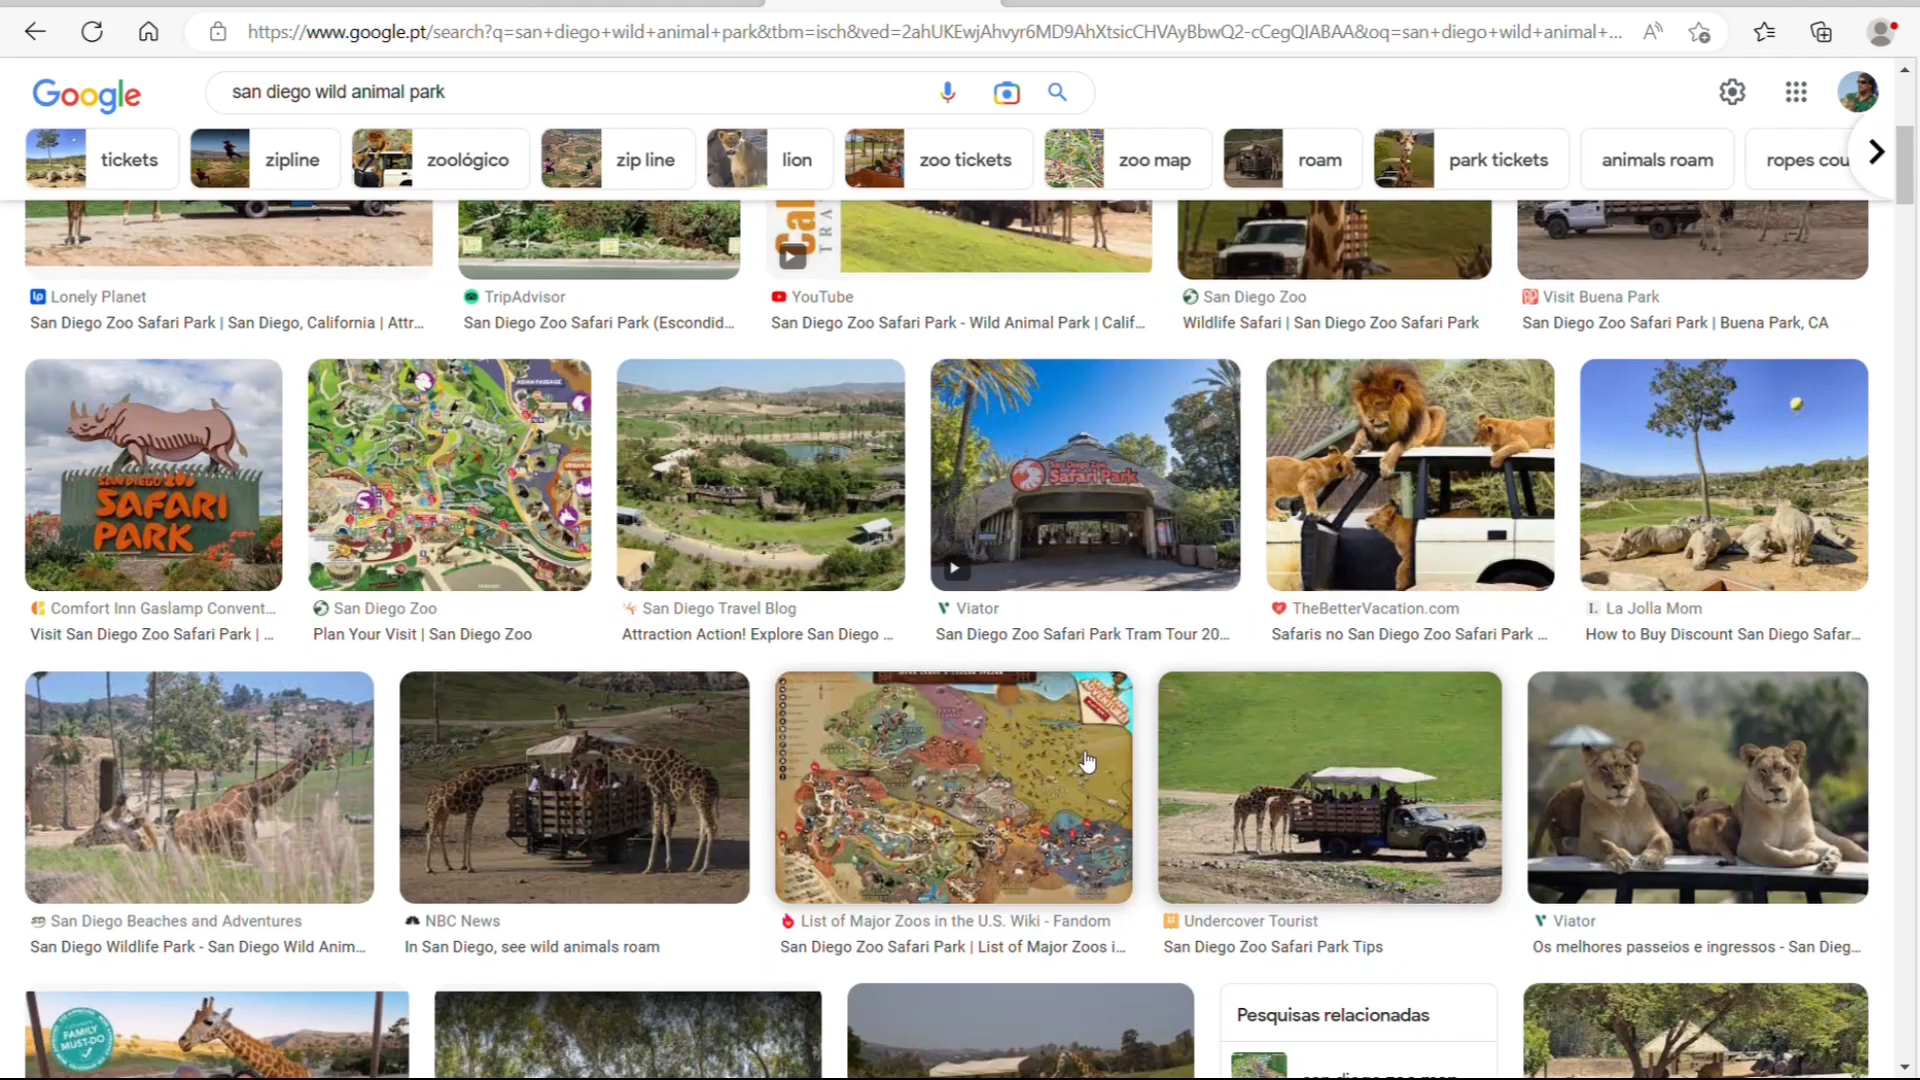 https://www.google.pt/search?q=san+diego+wild+animal+park&tbm=isch&ved=2ahUKEwjAhvyr6MD9AhXtsicCHVAyBbwQ2-cCegQIABAA&oq=san+diego+wild+animal+...
Google
san diego wild animal park
tickets
zipline
zoológico
zip line
lion
zoo tickets
zoo map
roam
park tickets
animals roam
ropes cou
Cal
TRA
Lonely Planet
San Diego Zoo Safari Park | San Diego, California | Attr...
TripAdvisor
San Diego Zoo Safari Park (Escondid...
YouTube
San Diego Zoo Safari Park - Wild Animal Park | Calif...
San Diego Zoo
Wildlife Safari | San Diego Zoo Safari Park
Visit Buena Park
San Diego Zoo Safari Park | Buena Park, CA
SAN DIEGO ZOO
SAFARI
PARK
ASIAN PASSAGE
San Diego Zoo
Safari Park
Comfort Inn Gaslamp Convent...
Visit San Diego Zoo Safari Park | ...
San Diego Zoo
Plan Your Visit | San Diego Zoo
San Diego Travel Blog
Attraction Action! Explore San Diego ...
Viator
San Diego Zoo Safari Park Tram Tour 20...
TheBetterVacation.com
Safaris no San Diego Zoo Safari Park ...
La Jolla Mom
How to Buy Discount San Diego Safar...
San Diego Beaches and Adventures
San Diego Wildlife Park - San Diego Wild Anim...
NBC News
In San Diego, see wild animals roam
List of Major Zoos in the U.S. Wiki - Fandom
San Diego Zoo Safari Park | List of Major Zoos i...
Undercover Tourist
San Diego Zoo Safari Park Tips
Viator
Os melhores passeios e ingressos - San Dieg...
FAMILY
MUST-DO
Pesquisas relacionadas
san diego zoo map